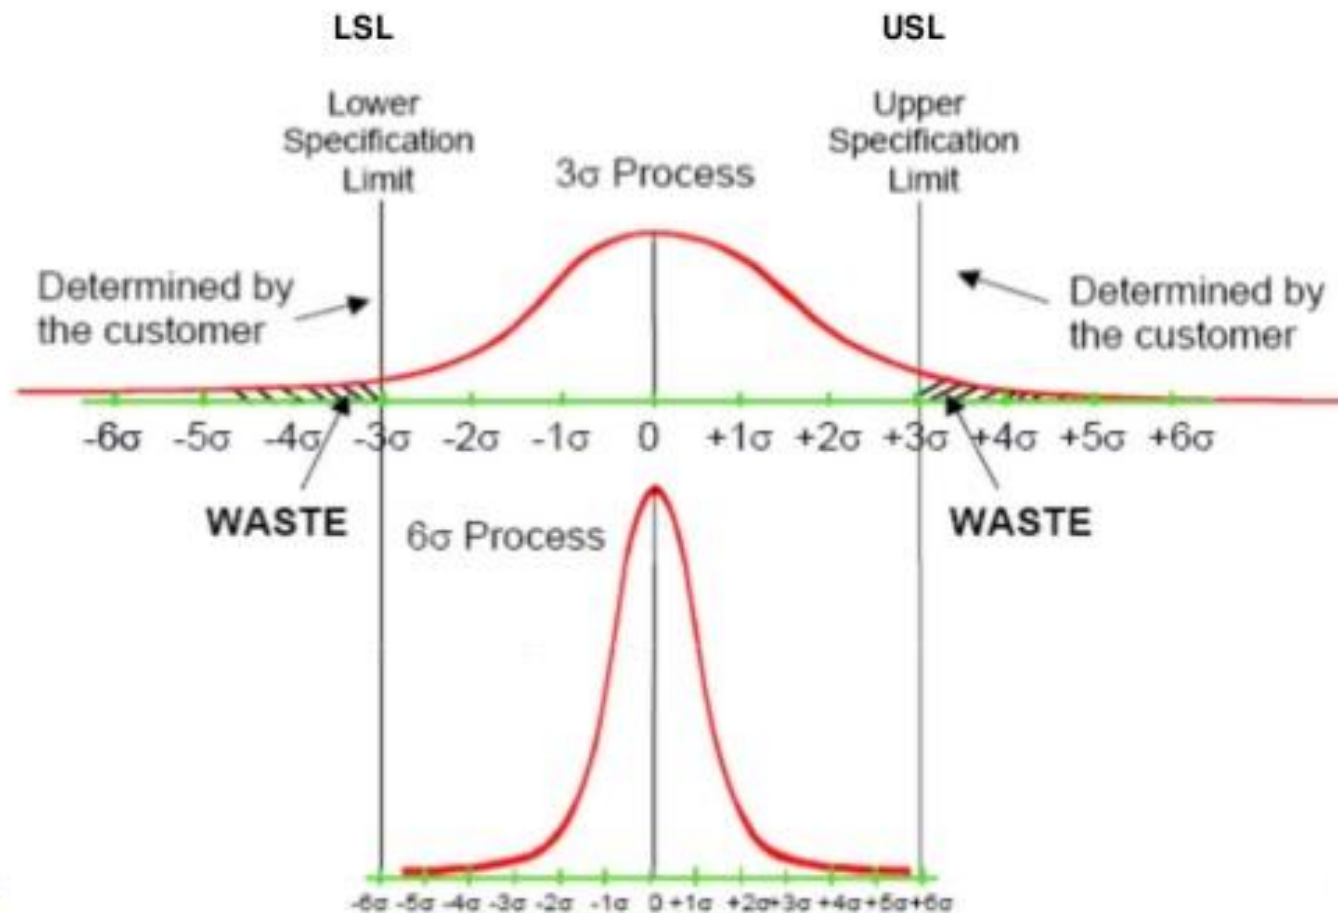 LSL
USL
Lower
Specification
Limit
Upper
Specification
Limit
3σ Process
Determined by
the customer
Determined by
the customer
-6σ -5σ -4σ -3σ -2σ -1σ 0 +1σ +2σ +3σ +4σ +5σ +6σ
WASTE
WASTE
6σ Process
-6σ -5σ -4σ -3σ -2σ -1σ 0 +1σ +2σ +3σ +4σ +5σ +6σ